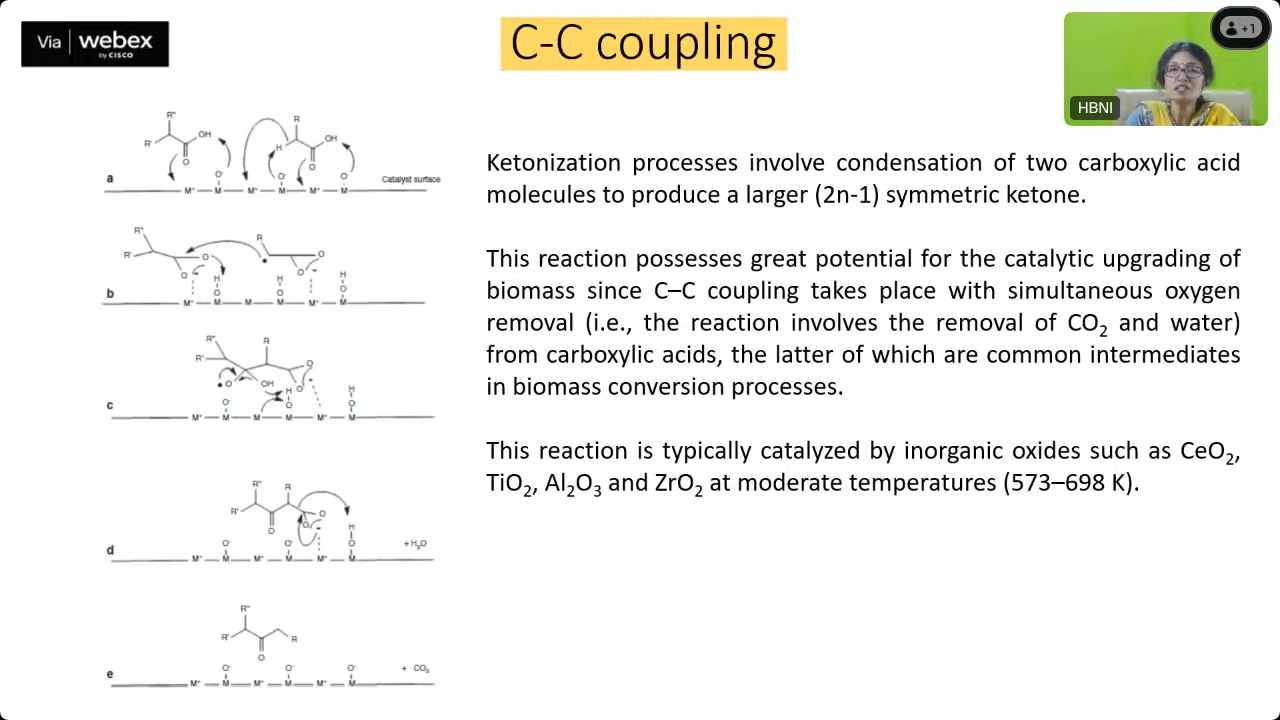 Via webex
by CISCO
C-C coupling
+1
HBNI
Ketonization processes involve condensation of two carboxylic acid
molecules to produce a larger (2n-1) symmetric ketone.
This reaction possesses great potential for the catalytic upgrading of
biomass since C–C coupling takes place with simultaneous oxygen
removal (i.e., the reaction involves the removal of CO₂ and water)
from carboxylic acids, the latter of which are common intermediates
in biomass conversion processes.
This reaction is typically catalyzed by inorganic oxides such as CeO₂,
TiO₂, Al₂O₃ and ZrO₂ at moderate temperatures (573–698 K).
R''
R' OH
O
R
H OH
O
O⁻ O⁻ O⁻
a M⁺ M M⁺ M M⁺ M Catalyst surface
R''
R' O R O
O O
H H H
O O O
b M⁺ M M M M⁺ M
R'' R
R' O
O OH O
H H
O⁻ O O
c M⁺ M M M M⁺ M
R'' R
R' O
O O
H
O⁻ O⁻ O + H₂O
d M⁺ M M⁺ M M⁺ M
R''
R' R
O
O⁻ O⁻ O⁻ + CO₂
e M⁺ M M⁺ M M⁺ M